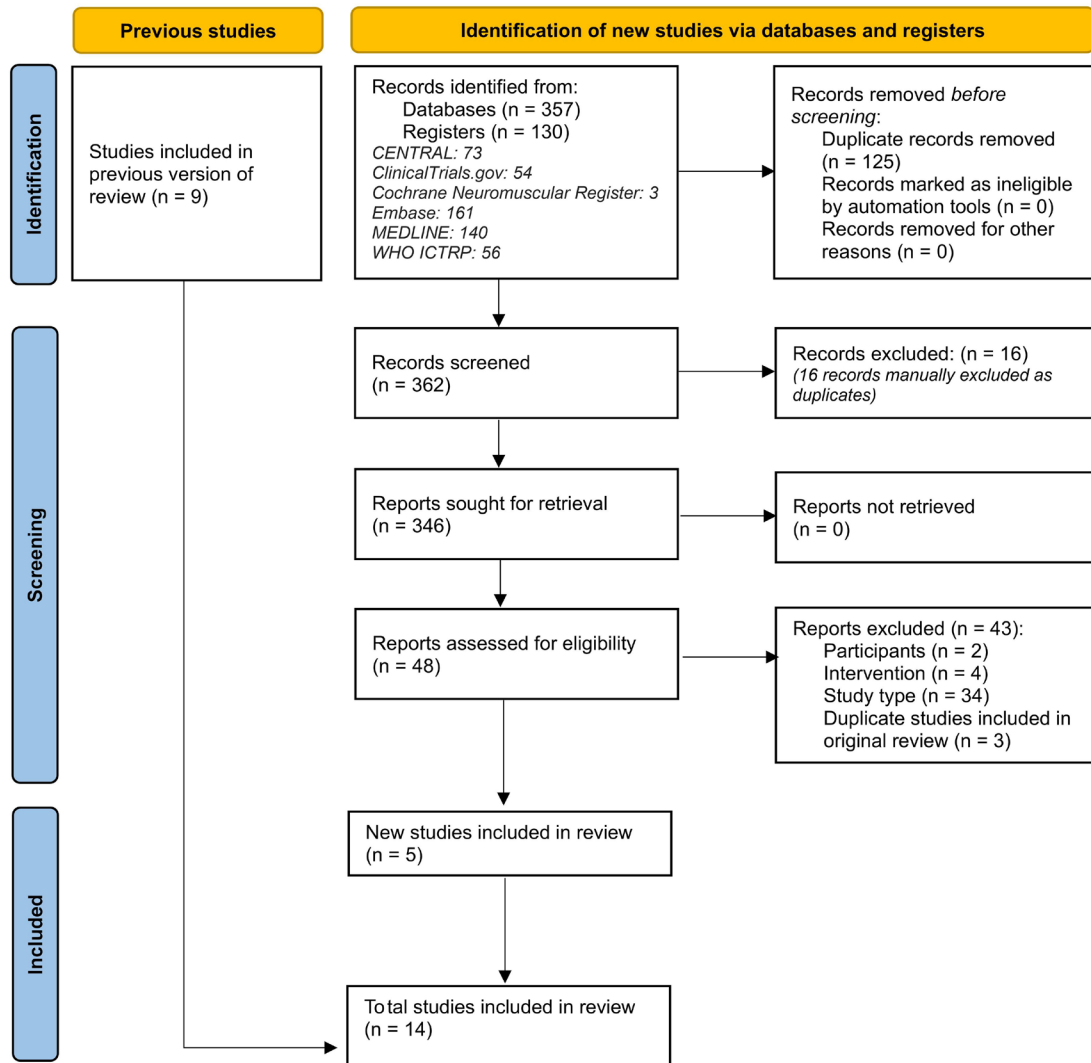 Previous studies
Identification of new studies via databases and registers
Identification
Studies included in
previous version of
review (n = 9)
Records identified from:
Databases (n = 357)
Registers (n = 130)
CENTRAL: 73
ClinicalTrials.gov: 54
Cochrane Neuromuscular Register: 3
Embase: 161
MEDLINE: 140
WHO ICTRP: 56
Records removed before
screening:
Duplicate records removed
(n = 125)
Records marked as ineligible
by automation tools (n = 0)
Records removed for other
reasons (n = 0)
Screening
Records screened
(n = 362)
Records excluded: (n = 16)
(16 records manually excluded as
duplicates)
Reports sought for retrieval
(n = 346)
Reports not retrieved
(n = 0)
Reports assessed for eligibility
(n = 48)
Reports excluded (n = 43):
Participants (n = 2)
Intervention (n = 4)
Study type (n = 34)
Duplicate studies included in
original review (n = 3)
Included
New studies included in review
(n = 5)
Total studies included in review
(n = 14)